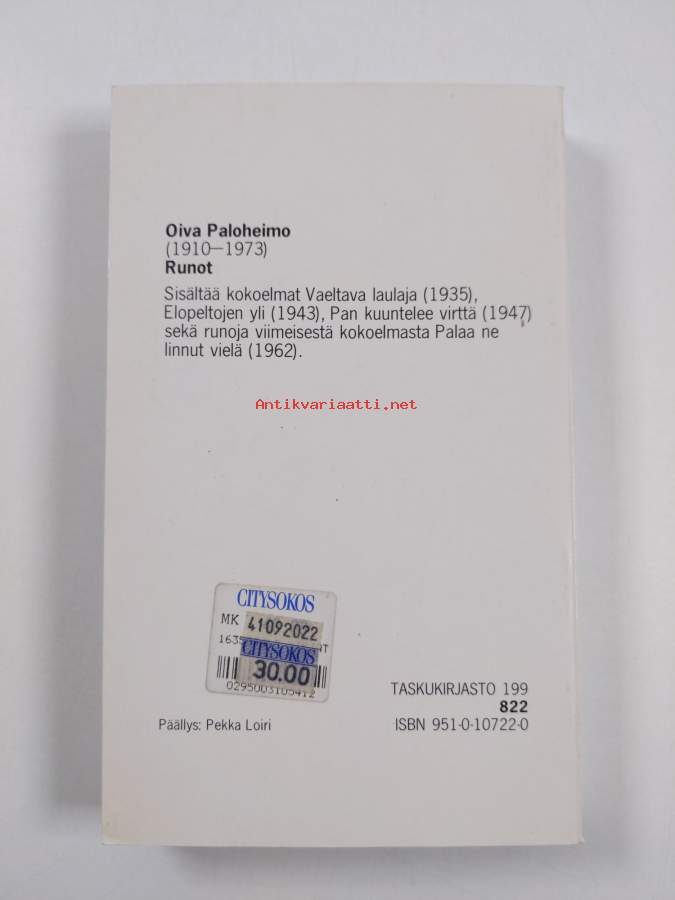 Oiva Paloheimo
(1910—1973)
Runot
Sisältää kokoelmat Vaeltava laulaja (1935),
Elopeltojen yli (1943), Pan kuuntelee virttä (1947)
sekä runoja viimeisestä kokoelmasta Palaa ne
linnut vielä (1962).
Antikvariaatti.net
CITYSOKOS
MK 41092022
CITYSOKOS
30.00
TASKUKIRJASTO 199
822
Päällys: Pekka Loiri
ISBN 951-0-10722-0